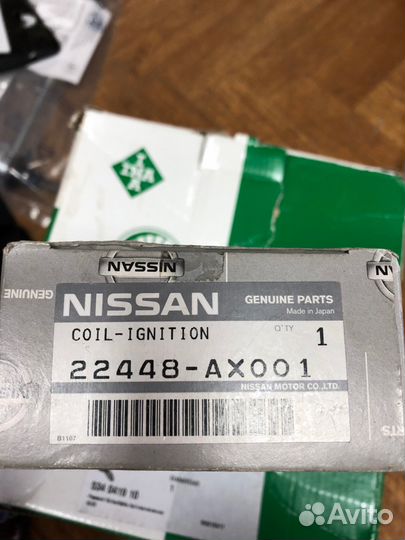 INA
NISSAN
NISSAN
GENUINE
NISSAN
GENUINE PARTS
Made in Japan
COIL-IGNITION
Q'TY
1
22448-AX001
NISSAN MOTOR CO.,LTD.
B1107
Avito